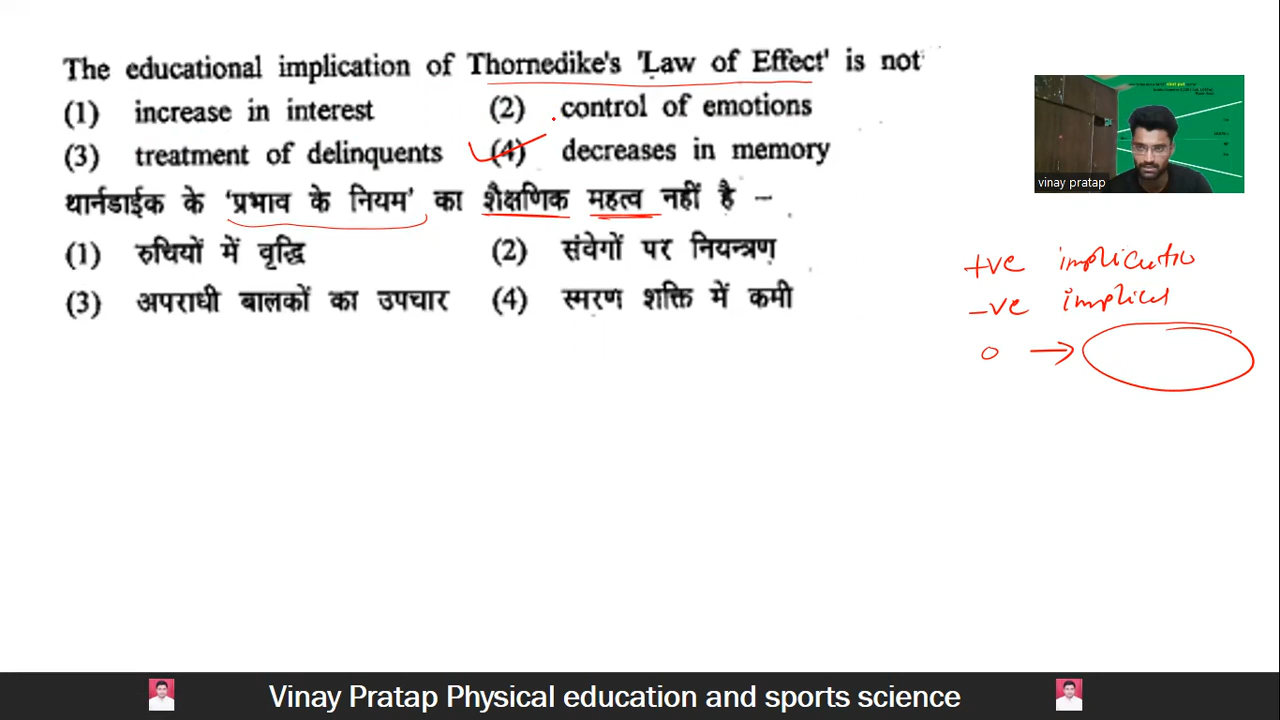 The educational implication of Thornedike's 'Law of Effect' is not
(1) increase in interest (2) control of emotions
(3) treatment of delinquents (4) decreases in memory
थार्नडाईक के 'प्रभाव के नियम' का शैक्षणिक महत्व नहीं है –
(1) रुधियों में वृद्धि (2) संवेगों पर नियन्त्रण
(3) अपराधी बालकों का उपचार (4) स्मरण शक्ति में कमी
vinay pratap
+ve implication
-ve implicat
0 →
Vinay Pratap Physical education and sports science